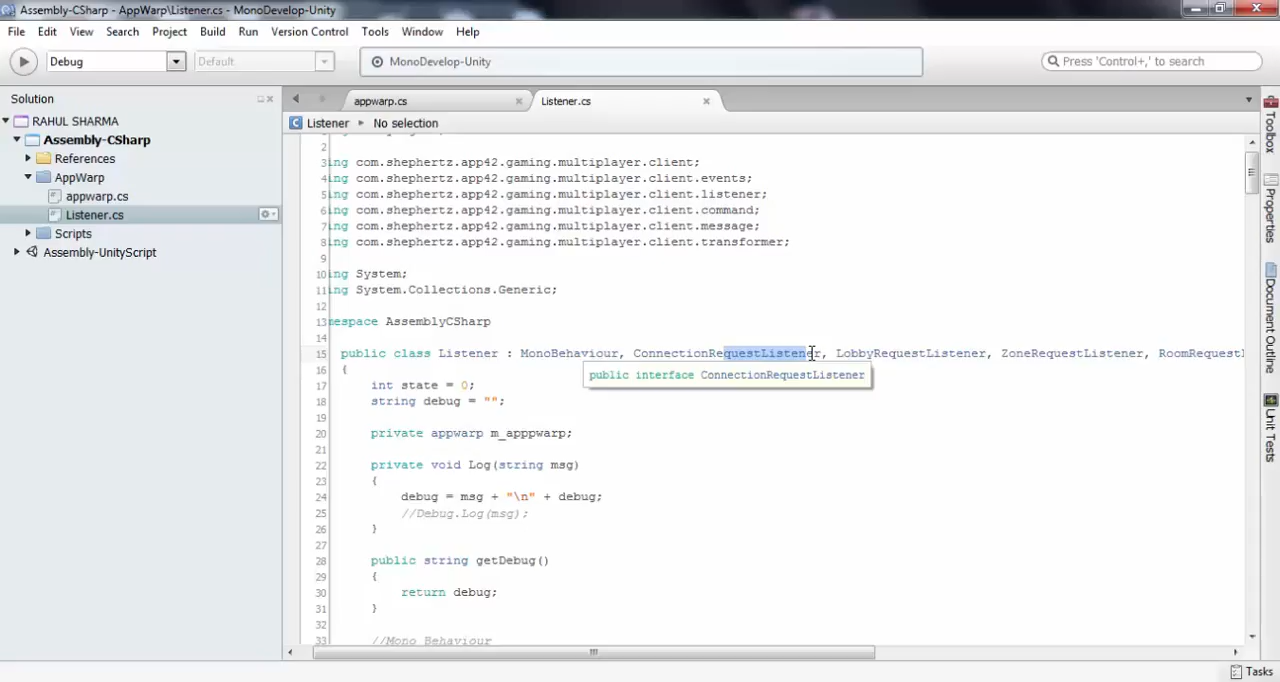 Assembly-CSharp - AppWarp\Listener.cs - MonoDevelop-Unity
File Edit View Search Project Build Run Version Control Tools Window Help
Debug Default MonoDevelop-Unity Press 'Control+,' to search
Solution
RAHUL SHARMA
Assembly-CSharp
References
AppWarp
appwarp.cs
Listener.cs
Scripts
Assembly-UnityScript
appwarp.cs Listener.cs
Listener No selection
2
3 ing com.shephertz.app42.gaming.multiplayer.client;
4 ing com.shephertz.app42.gaming.multiplayer.client.events;
5 ing com.shephertz.app42.gaming.multiplayer.client.listener;
6 ing com.shephertz.app42.gaming.multiplayer.client.command;
7 ing com.shephertz.app42.gaming.multiplayer.client.message;
8 ing com.shephertz.app42.gaming.multiplayer.client.transformer;
9
10 ing System;
11 ing System.Collections.Generic;
12
13 mespace AssemblyCSharp
14
15 public class Listener : MonoBehaviour, ConnectionRequestListener, LobbyRequestListener, ZoneRequestListener, RoomRequestL
16 {
public interface ConnectionRequestListener
17 int state = 0;
18 string debug = "";
19
20 private appwarp m_apppwarp;
21
22 private void Log(string msg)
23 {
24 debug = msg + "\n" + debug;
25 //Debug.Log(msg);
26 }
27
28 public string getDebug()
29 {
30 return debug;
31 }
32
33 //Mono Behaviour
Toolbox
Properties
Document Outline
Unit Tests
Tasks